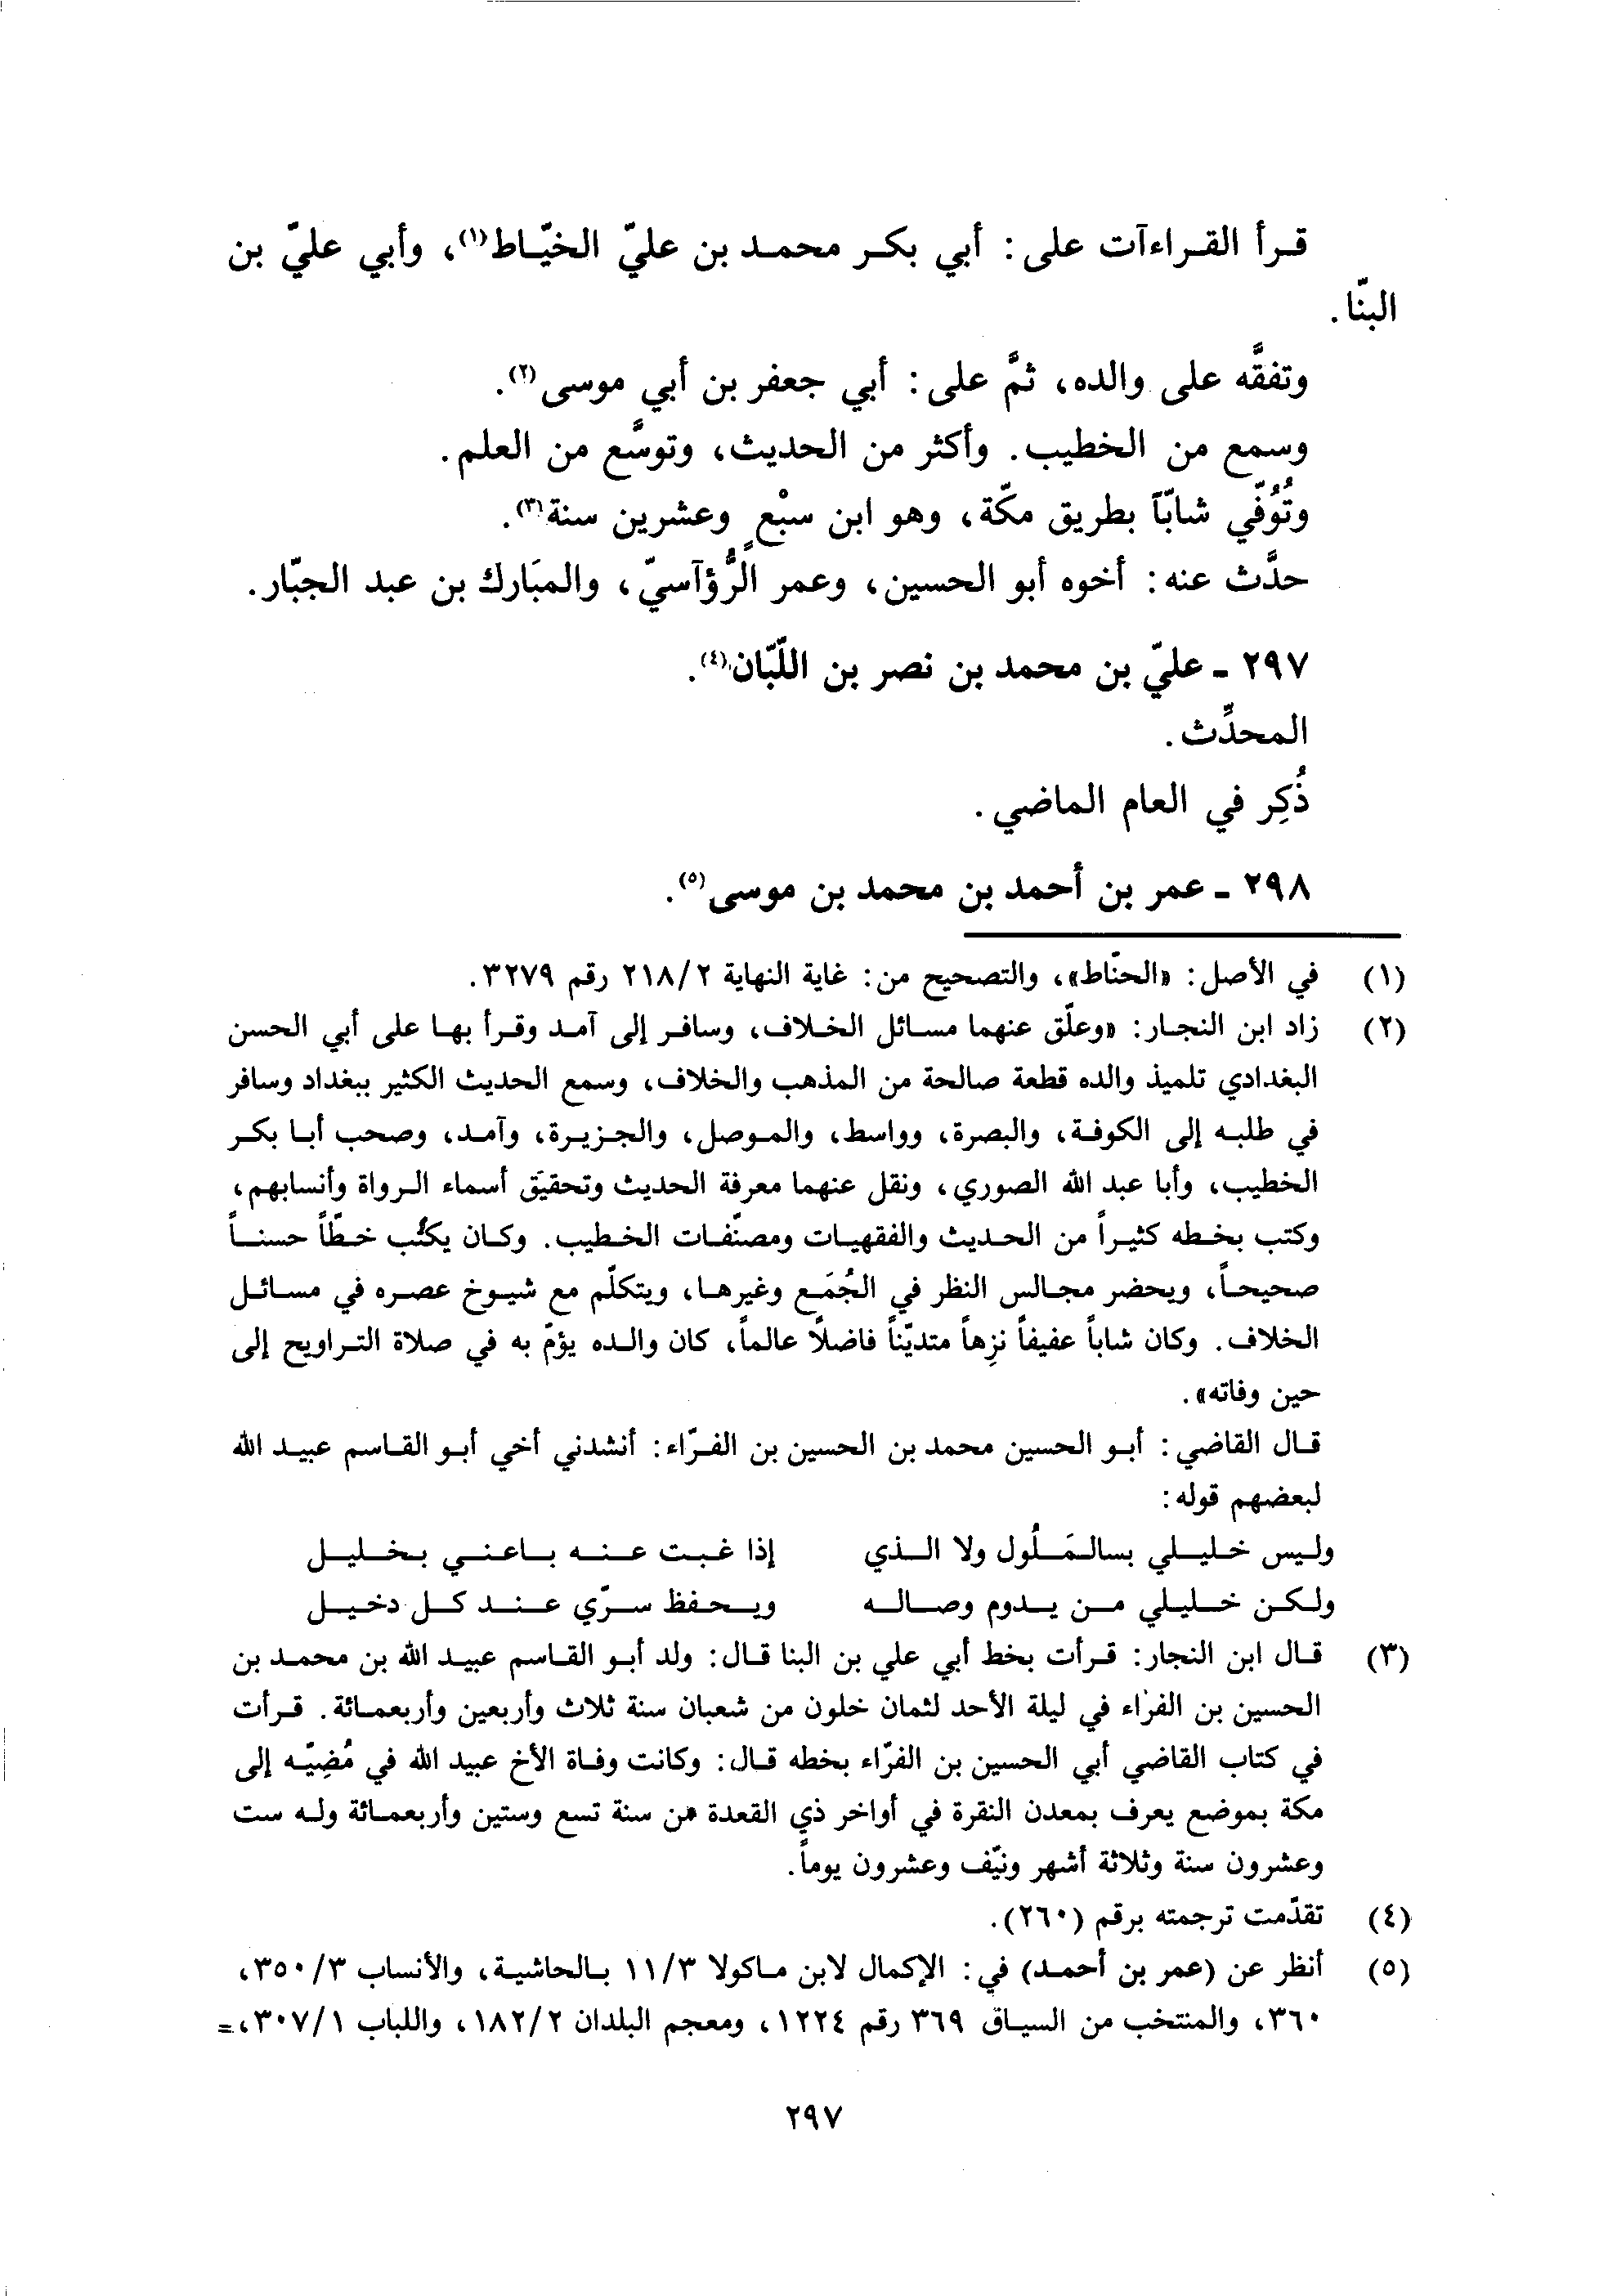 قرأ القراءآت على: أبي بكر محمد بن عليّ الخيّاط(١)، وأبي عليّ بن
البنّا.
وتفقَّه على والده، ثمَّ على: أبي جعفر بن أبي موسى(٢).
وسمع من الخطيب. وأكثر من الحديث، وتوسَّع من العلم.
وتُوُفّي شابّاً بطريق مكّة، وهو ابن سبْعٍ وعشرين سنة(٣).
حدَّث عنه: أخوه أبو الحسين، وعمر الرُّؤآسيّ، والمبَارك بن عبد الجبّار.
٢٩٧ ـ عليّ بن محمد بن نصر بن اللّبّان(٤).
المحدِّث.
ذُكِر في العام الماضي.
٢٩٨ ـ عمر بن أحمد بن محمد بن موسى(٥).
(١) في الأصل: «الحنّاط»، والتصحيح من: غاية النهاية ٢١٨/٢ رقم ٣٢٧٩.
(٢) زاد ابن النجار: «وعلّق عنهما مسائل الخلاف، وسافر إلى آمد وقرأ بها على أبي الحسن
البغدادي تلميذ والده قطعة صالحة من المذهب والخلاف، وسمع الحديث الكثير ببغداد وسافر
في طلبه إلى الكوفة، والبصرة، وواسط، والموصل، والجزيرة، وآمد، وصحب أبا بكر
الخطيب، وأبا عبد الله الصوري، ونقل عنهما معرفة الحديث وتحقيق أسماء الرواة وأنسابهم،
وكتب بخطه كثيراً من الحديث والفقهيات ومصنّفات الخطيب. وكان يكتُب خطّاً حسناً
صحيحاً، ويحضر مجالس النظر في الجُمَع وغيرها، ويتكلّم مع شيوخ عصره في مسائل
الخلاف. وكان شاباً عفيفاً نزِهاً متديّناً فاضلاً عالماً، كان والده يؤمّ به في صلاة التراويح إلى
حين وفاته».
قال القاضي: أبو الحسين محمد بن الحسين بن الفرّاء: أنشدني أخي أبو القاسم عبيد الله
لبعضهم قوله:
وليس خليلي بسالمَلُول ولا الذي إذا غبت عنه باعني بخليل
ولكن خليلي من يدوم وصاله ويحفظ سرّي عند كل دخيل
(٣) قال ابن النجار: قرأت بخط أبي علي بن البنا قال: ولد أبو القاسم عبيد الله بن محمد بن
الحسين بن الفرّاء في ليلة الأحد لثمان خلون من شعبان سنة ثلاث وأربعين وأربعمائة. قرأت
في كتاب القاضي أبي الحسين بن الفرّاء بخطه قال: وكانت وفاة الأخ عبيد الله في مُضِيّه إلى
مكة بموضع يعرف بمعدن النقرة في أواخر ذي القعدة من سنة تسع وستين وأربعمائة وله ست
وعشرون سنة وثلاثة أشهر ونيّف وعشرون يوماً.
(٤) تقدّمت ترجمته برقم (٢٦٠).
(٥) أنظر عن (عمر بن أحمد) في: الإكمال لابن ماكولا ١١/٣ بالحاشية، والأنساب ٣٥٠/٣،
٣٦٠، والمنتخب من السياق ٣٦٩ رقم ١٢٢٤، ومعجم البلدان ١٨٢/٢، واللباب ٣٠٧/١، =
٢٩٧